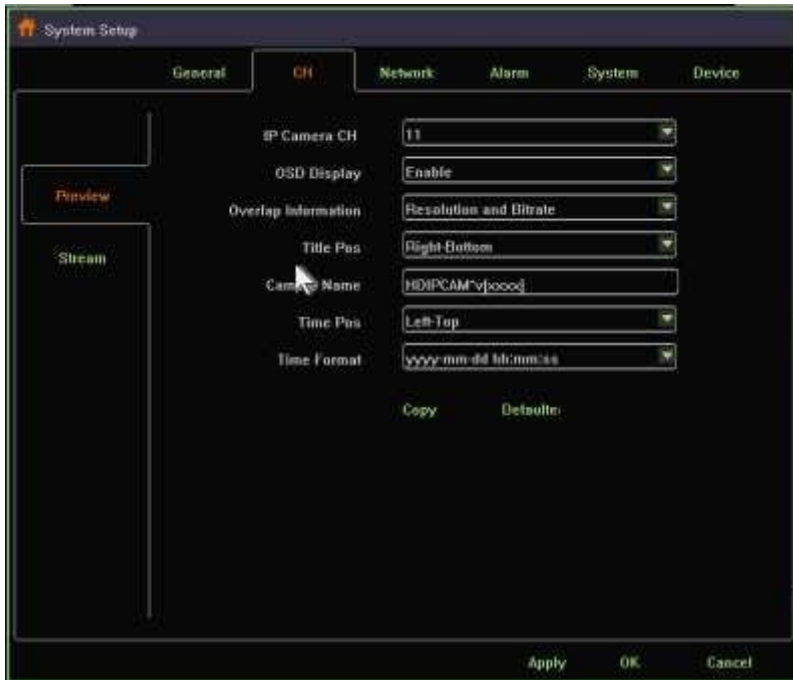 System Setup
General CH Network Alarm System Device
IP Camera CH 11
OSD Display Enable
Preview
Overlap Information Resolution and Bitrate
Stream
Title Pos Right-Bottom
Camera Name
Time Pos Left-Top
Time Format yyyy-mm-dd hh:mm:ss
Copy Defaults
Apply OK Cancel